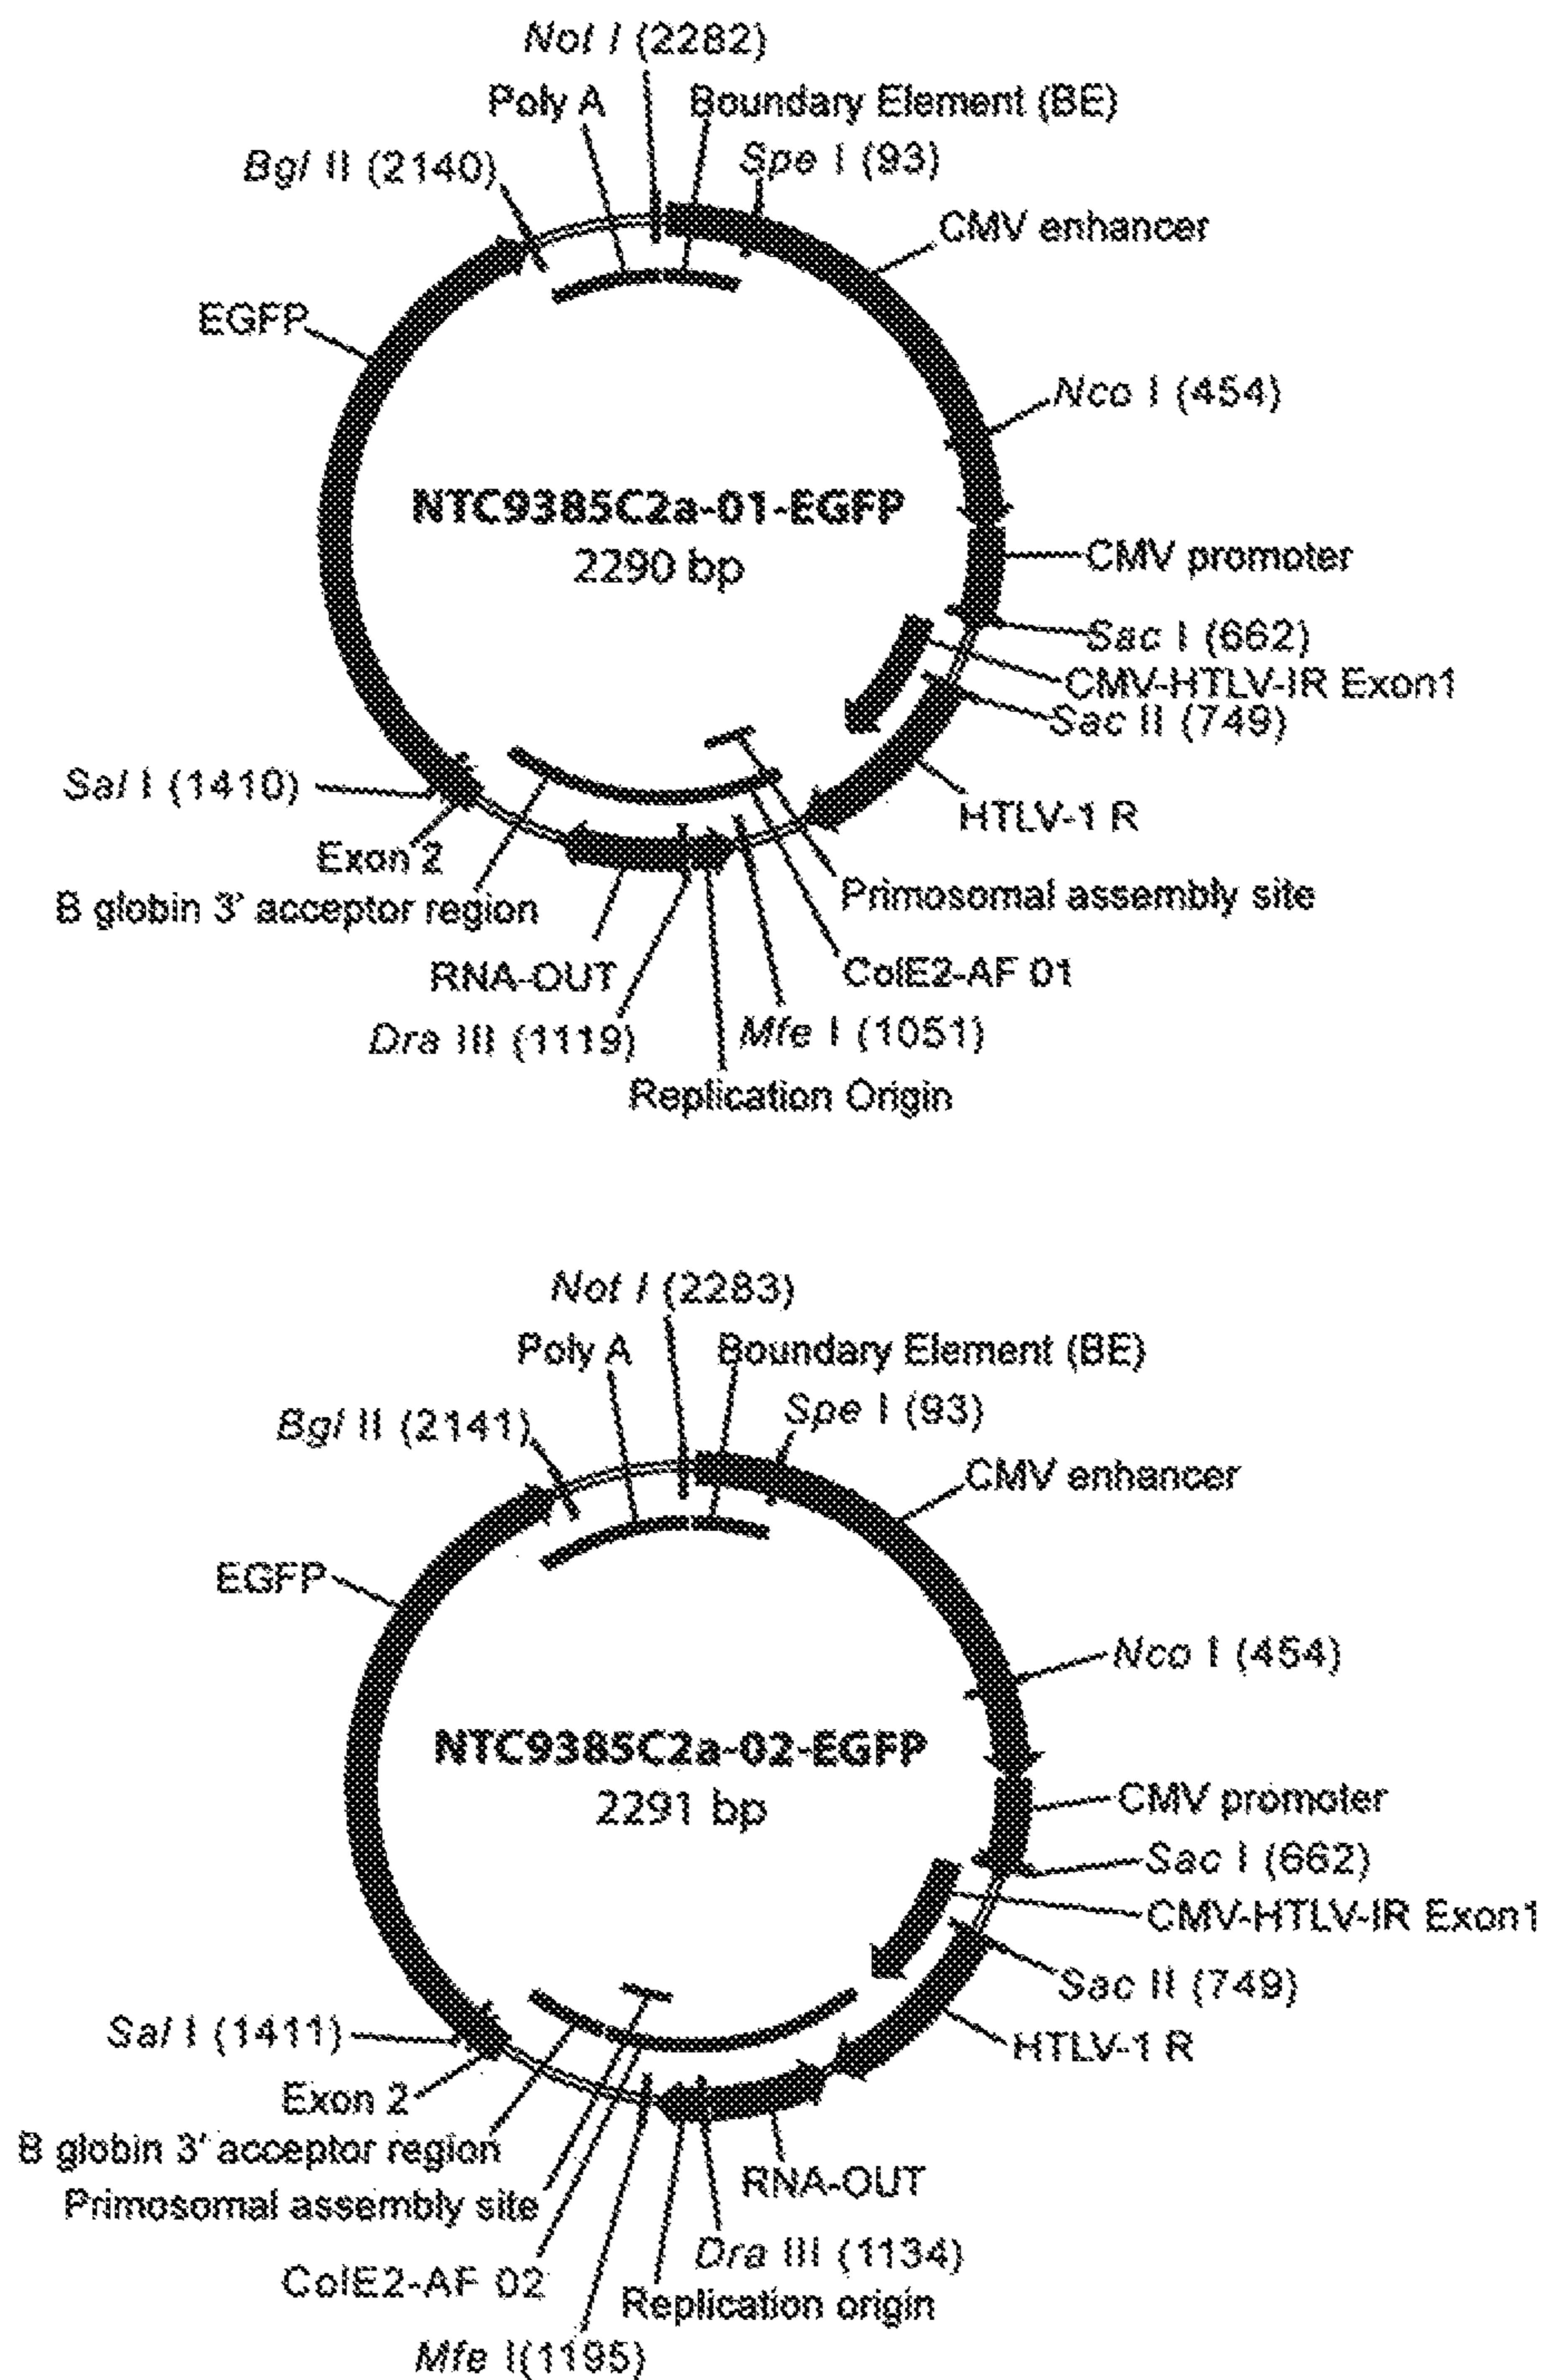 Not I (2282)
Poly A
Boundary Element (BE)
Bgl II (2140)
Spe I (93)
CMV enhancer
EGFP
Nco I (454)
NTC9385C2a-01-EGFP
2290 bp
CMV promoter
Sac I (662)
CMV-HTLV-IR Exon1
Sac II (749)
Sal I (1410)
HTLV-1 R
Exon 2
Primosomal assembly site
B globin 3' acceptor region
RNA-OUT
ColE2-AF 01
Dra III (1119)
Mfe I (1051)
Replication Origin
Not I (2283)
Poly A
Boundary Element (BE)
Bgl II (2141)
Spe I (93)
CMV enhancer
EGFP
Nco I (454)
NTC9385C2a-02-EGFP
2291 bp
CMV promoter
Sac I (662)
CMV-HTLV-IR Exon1
Sac II (749)
Sal I (1411)
HTLV-1 R
Exon 2
B globin 3' acceptor region
RNA-OUT
Primosomal assembly site
Dra III (1134)
ColE2-AF 02
Replication origin
Mfe I(1195)